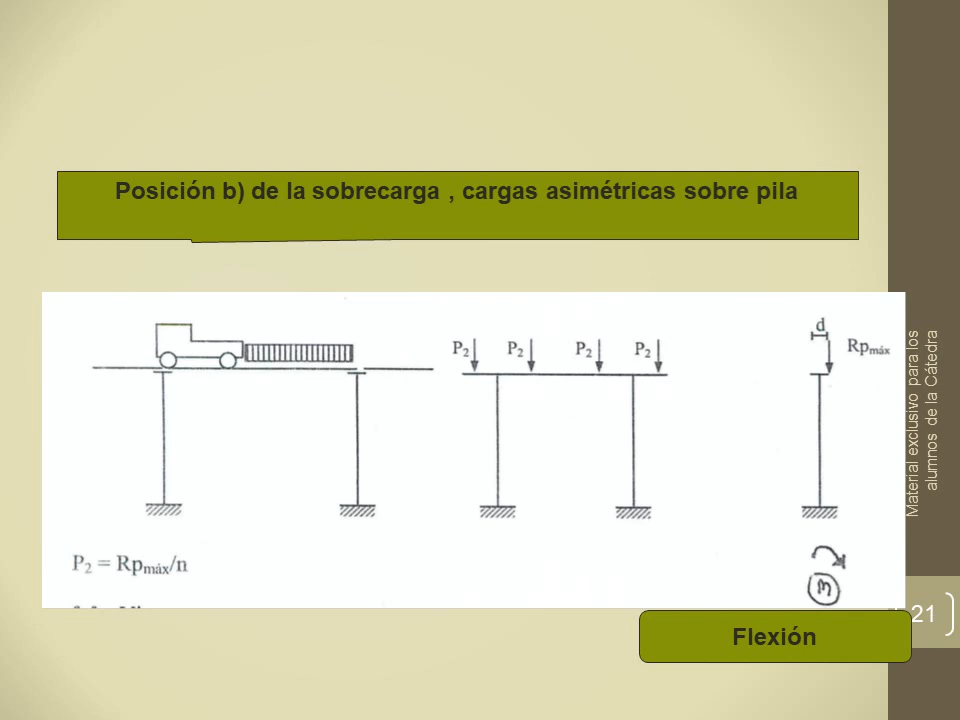 Posición b) de la sobrecarga , cargas asimétricas sobre pila
P₂ P₂ P₂ P₂
d
Rpmáx
P₂ = Rpmáx/n
M
Flexión
Material exclusivo para los
alumnos de la Cátedra
21